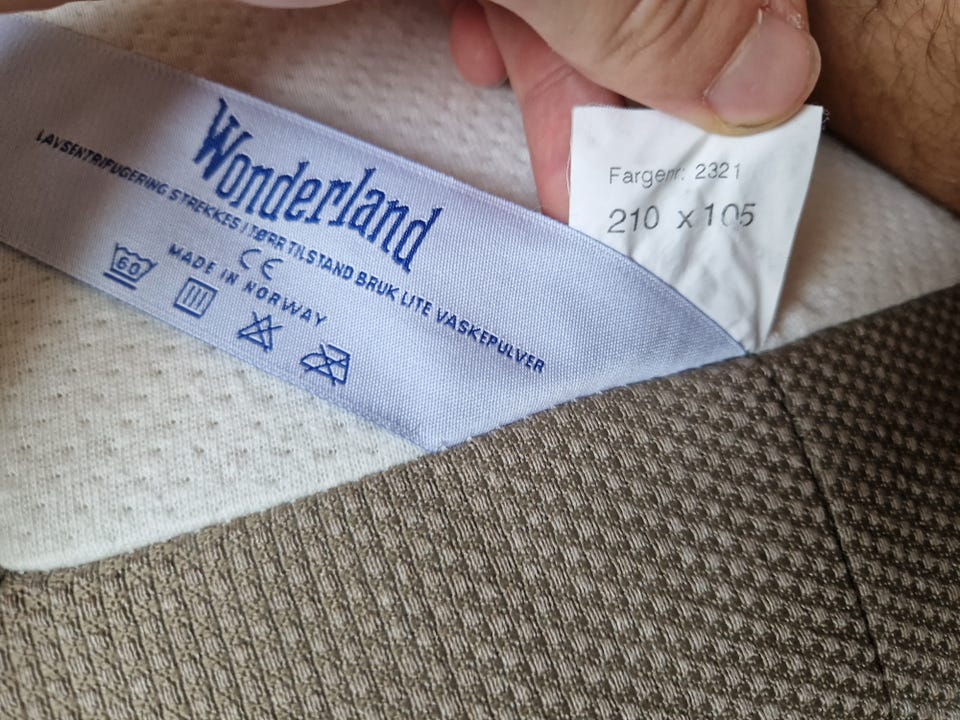 Wonderland
LAVSENTRIFUGERING STREKKES I TØRR TILSTAND BRUK LITE VASKEPULVER
CE
MADE IN NORWAY
60
Fargenr: 2321
210 x 105